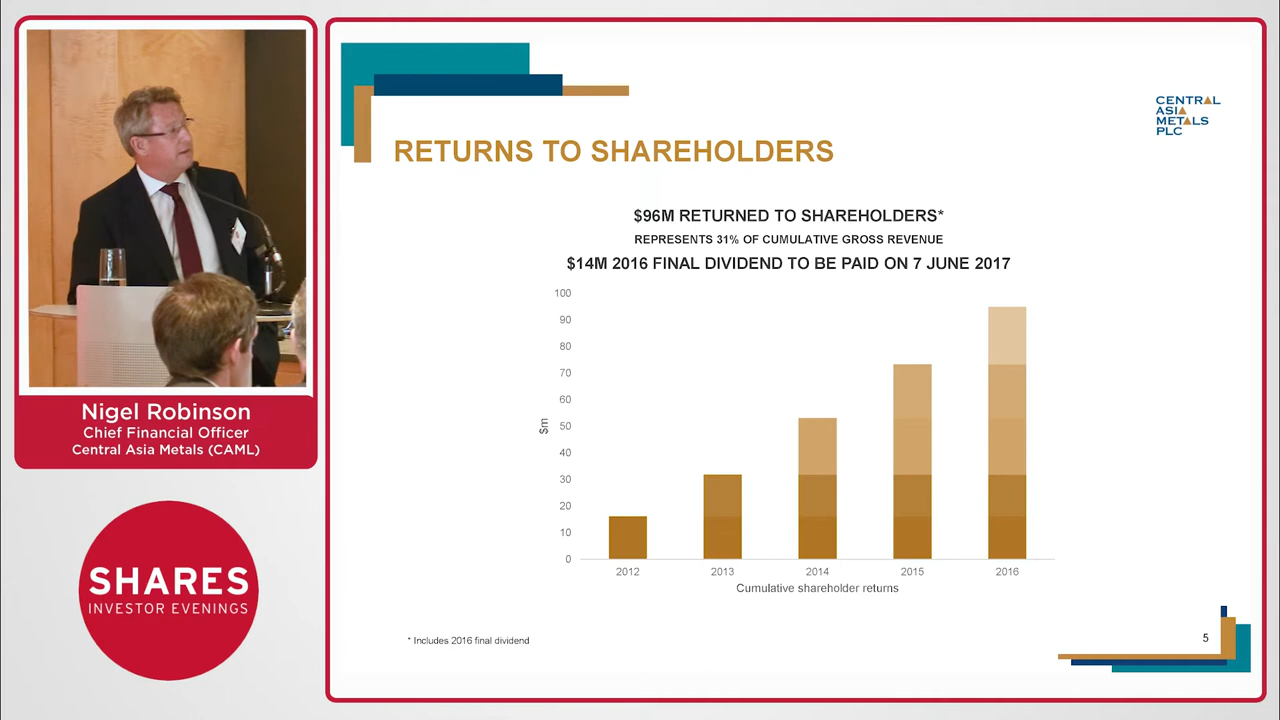 Nigel Robinson
Chief Financial Officer
Central Asia Metals (CAML)
SHARES
INVESTOR EVENINGS
CENTRAL
ASIA
METALS
PLC
RETURNS TO SHAREHOLDERS
$96M RETURNED TO SHAREHOLDERS*
REPRESENTS 31% OF CUMULATIVE GROSS REVENUE
$14M 2016 FINAL DIVIDEND TO BE PAID ON 7 JUNE 2017
100
90
80
70
60
50
40
30
20
10
0
$m
2012 2013 2014 2015 2016
Cumulative shareholder returns
* Includes 2016 final dividend
5